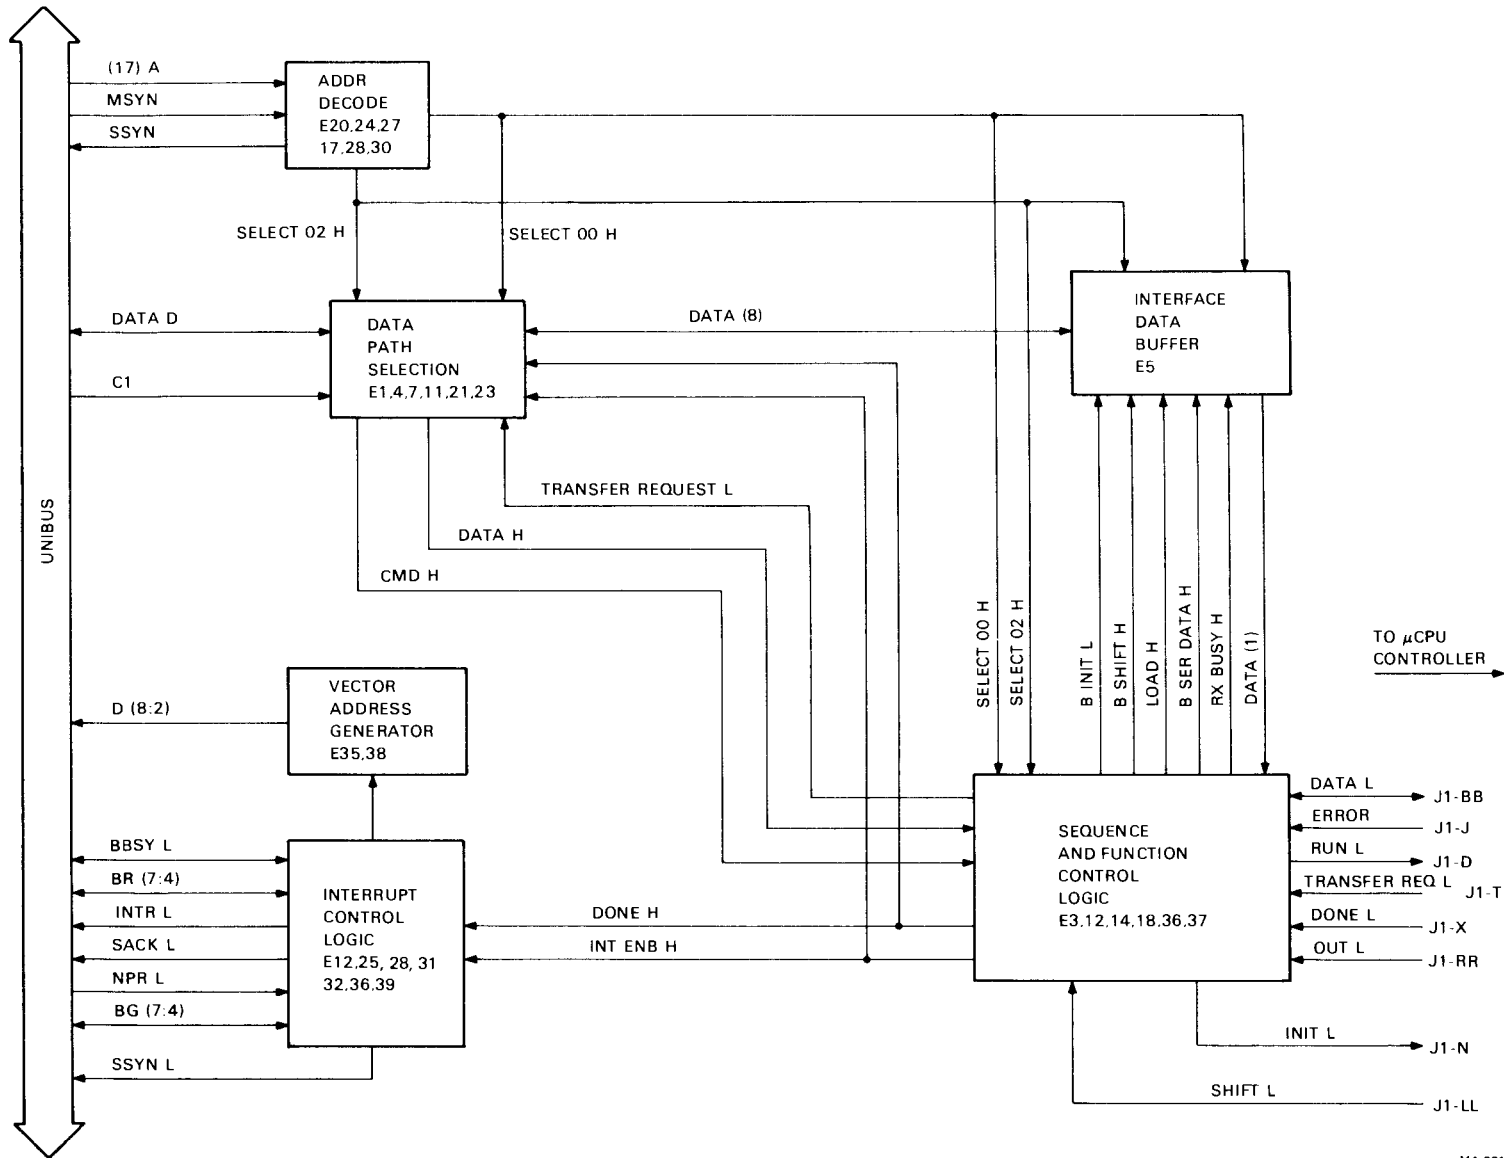 (17) A
MSYN
SSYN
ADDR
DECODE
E20,24,27
17,28,30
SELECT 02 H
SELECT 00 H
DATA D
C1
DATA
PATH
SELECTION
E1,4,7,11,21,23
DATA (8)
INTERFACE
DATA
BUFFER
E5
TRANSFER REQUEST L
DATA H
CMD H
UNIBUS
SELECT 00 H
SELECT 02 H
B INIT L
B SHIFT H
LOAD H
B SER DATA H
RX BUSY H
DATA (1)
TO μCPU
CONTROLLER
D (8:2)
VECTOR
ADDRESS
GENERATOR
E35,38
BBSY L
BR (7:4)
INTR L
SACK L
NPR L
BG (7:4)
SSYN L
INTERRUPT
CONTROL
LOGIC
E12,25, 28, 31
32,36,39
DONE H
INT ENB H
SEQUENCE
AND FUNCTION
CONTROL
LOGIC
E3,12,14,18,36,37
DATA L
J1-BB
ERROR
J1-J
RUN L
J1-D
TRANSFER REQ L
J1-T
DONE L
J1-X
OUT L
J1-RR
INIT L
J1-N
SHIFT L
J1-LL